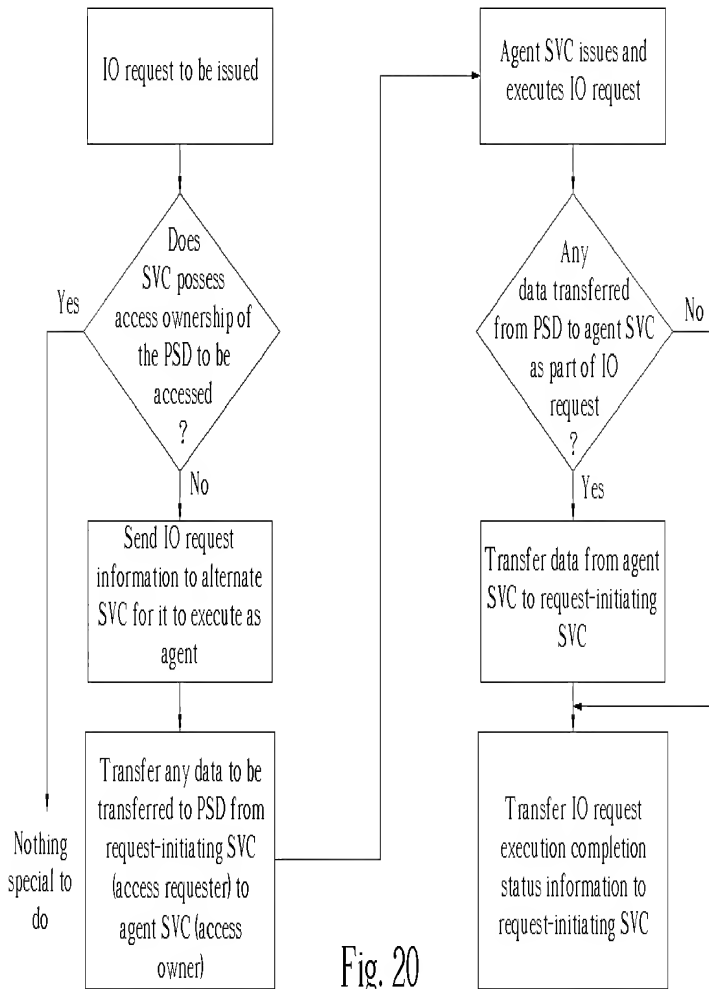 IO request to be issued
Does
SVC possess
access ownership of
the PSD to be
accessed
?
Yes
No
Nothing
special to
do
Send IO request
information to alternate
SVC for it to execute as
agent
Transfer any data to be
transferred to PSD from
request-initiating SVC
(access requester) to
agent SVC (access
owner)
Agent SVC issues and
executes IO request
Any
data transferred
from PSD to agent SVC
as part of IO
request
?
No
Yes
Transfer data from agent
SVC to request-initiating
SVC
Transfer IO request
execution completion
status information to
request-initiating SVC
Fig. 20